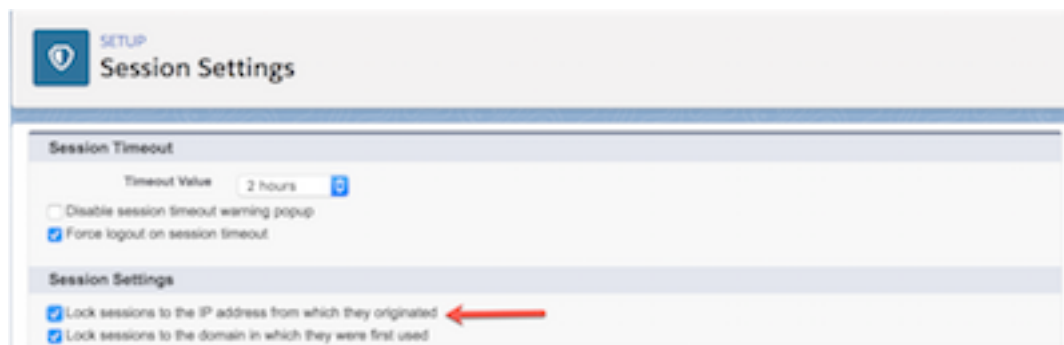 SETUP
Session Settings
Session Timeout
Timeout Value 2 hours
Disable session timeout warning popup
Force logout on session timeout
Session Settings
Lock sessions to the IP address from which they originated
Lock sessions to the domain in which they were first used